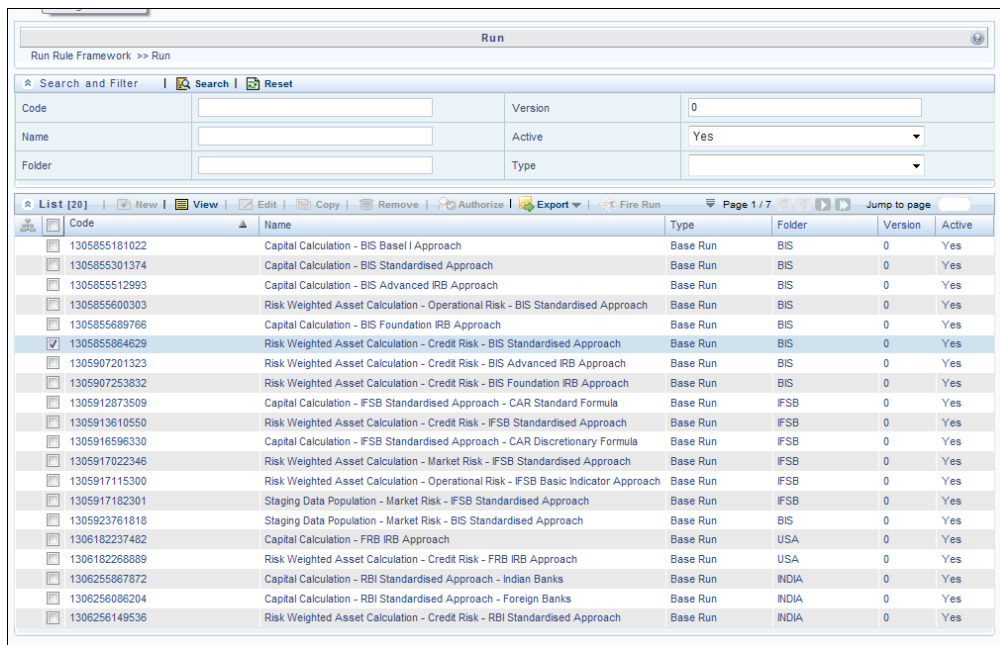 Run
Run Rule Framework >> Run
Search and Filter | Search | Reset
Code Version 0
Name Active Yes
Folder Type
List [20] | New | View | Edit | Copy | Remove | Authorize | Export | Fire Run Page 1 / 7 Jump to page
Code Name Type Folder Version Active
1305855181022 Capital Calculation - BIS Basel I Approach Base Run BIS 0 Yes
1305855301374 Capital Calculation - BIS Standardised Approach Base Run BIS 0 Yes
1305855512993 Capital Calculation - BIS Advanced IRB Approach Base Run BIS 0 Yes
1305855600303 Risk Weighted Asset Calculation - Operational Risk - BIS Standardised Approach Base Run BIS 0 Yes
1305855689766 Capital Calculation - BIS Foundation IRB Approach Base Run BIS 0 Yes
1305855864629 Risk Weighted Asset Calculation - Credit Risk - BIS Standardised Approach Base Run BIS 0 Yes
1305907201323 Risk Weighted Asset Calculation - Credit Risk - BIS Advanced IRB Approach Base Run BIS 0 Yes
1305907253832 Risk Weighted Asset Calculation - Credit Risk - BIS Foundation IRB Approach Base Run BIS 0 Yes
1305912873509 Capital Calculation - IFSB Standardised Approach - CAR Standard Formula Base Run IFSB 0 Yes
1305913610550 Risk Weighted Asset Calculation - Credit Risk - IFSB Standardised Approach Base Run IFSB 0 Yes
1305916596330 Capital Calculation - IFSB Standardised Approach - CAR Discretionary Formula Base Run IFSB 0 Yes
1305917022346 Risk Weighted Asset Calculation - Market Risk - IFSB Standardised Approach Base Run IFSB 0 Yes
1305917115300 Risk Weighted Asset Calculation - Operational Risk - IFSB Basic Indicator Approach Base Run IFSB 0 Yes
1305917182301 Staging Data Population - Market Risk - IFSB Standardised Approach Base Run IFSB 0 Yes
1305923761818 Staging Data Population - Market Risk - BIS Standardised Approach Base Run BIS 0 Yes
1306182237482 Capital Calculation - FRB IRB Approach Base Run USA 0 Yes
1306182268889 Risk Weighted Asset Calculation - Credit Risk - FRB IRB Approach Base Run USA 0 Yes
1306255867872 Capital Calculation - RBI Standardised Approach - Indian Banks Base Run INDIA 0 Yes
1306256086204 Capital Calculation - RBI Standardised Approach - Foreign Banks Base Run INDIA 0 Yes
1306256149536 Risk Weighted Asset Calculation - Credit Risk - RBI Standardised Approach Base Run INDIA 0 Yes